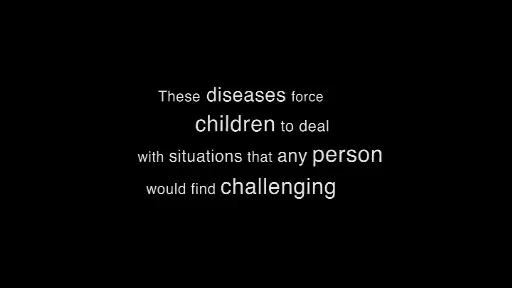 These diseases force
children to deal
with situations that any person
would find challenging